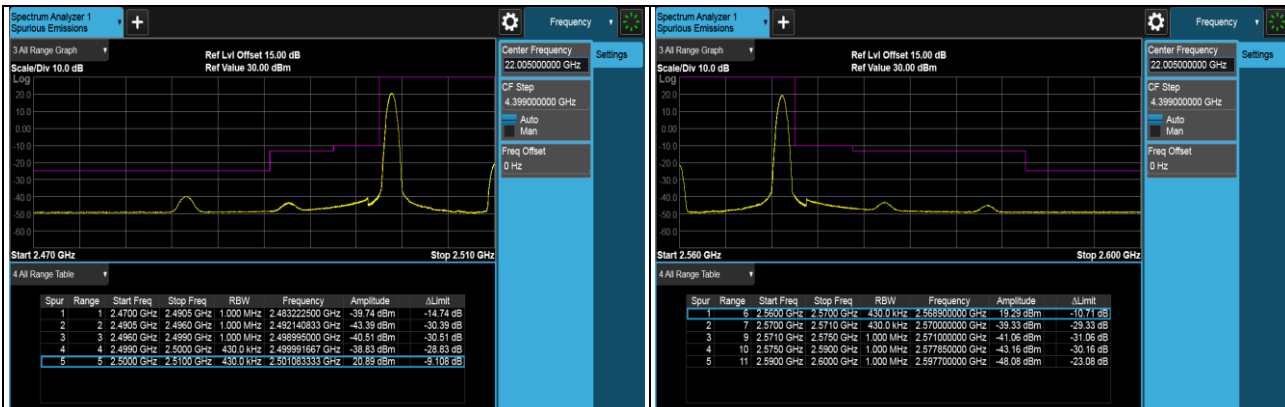 Spectrum Analyzer 1
Spurious Emissions
+
Frequency
3 All Range Graph
Ref Lvl Offset 15.00 dB
Scale/Div 10.0 dB
Ref Value 30.00 dBm
Center Frequency
22.005000000 GHz
Settings
CF Step
4.399000000 GHz
Auto
Man
Freq Offset
0 Hz
Log
20.0
10.0
0.00
-10.0
-20.0
-30.0
-40.0
-50.0
-60.0
Start 2.470 GHz
Stop 2.510 GHz
4 All Range Table
Spur Range Start Freq Stop Freq RBW Frequency Amplitude ΔLimit
1 1 2.4700 GHz 2.4905 GHz 1.000 MHz 2.483222500 GHz -39.74 dBm -14.74 dB
2 2 2.4905 GHz 2.4960 GHz 1.000 MHz 2.492140833 GHz -43.39 dBm -30.39 dB
3 3 2.4960 GHz 2.4990 GHz 1.000 MHz 2.498995000 GHz -40.51 dBm -30.51 dB
4 4 2.4990 GHz 2.5000 GHz 430.0 kHz 2.499991667 GHz -38.83 dBm -28.83 dB
5 5 2.5000 GHz 2.5100 GHz 430.0 kHz 2.501083333 GHz 20.89 dBm -9.108 dB
Spectrum Analyzer 1
Spurious Emissions
+
Frequency
3 All Range Graph
Ref Lvl Offset 15.00 dB
Scale/Div 10.0 dB
Ref Value 30.00 dBm
Center Frequency
22.005000000 GHz
Settings
CF Step
4.399000000 GHz
Auto
Man
Freq Offset
0 Hz
Log
20.0
10.0
0.00
-10.0
-20.0
-30.0
-40.0
-50.0
-60.0
Start 2.560 GHz
Stop 2.600 GHz
4 All Range Table
Spur Range Start Freq Stop Freq RBW Frequency Amplitude ΔLimit
1 6 2.5600 GHz 2.5700 GHz 430.0 kHz 2.568900000 GHz 19.29 dBm -10.71 dB
2 7 2.5700 GHz 2.5710 GHz 430.0 kHz 2.570000000 GHz -39.33 dBm -29.33 dB
3 9 2.5710 GHz 2.5750 GHz 1.000 MHz 2.571000000 GHz -41.06 dBm -31.06 dB
4 10 2.5750 GHz 2.5900 GHz 1.000 MHz 2.577850000 GHz -43.16 dBm -30.16 dB
5 11 2.5900 GHz 2.6000 GHz 1.000 MHz 2.597700000 GHz -48.08 dBm -23.08 dB